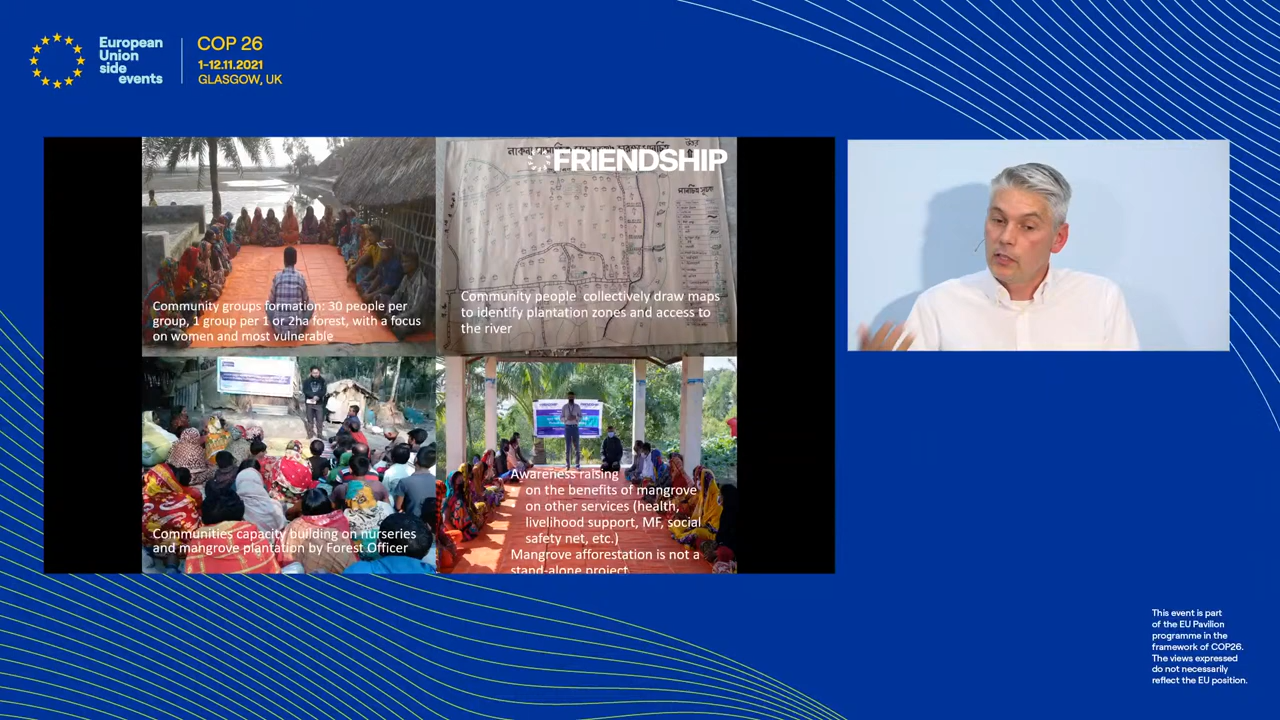 European
Union
side
events
COP 26
1-12.11.2021
GLASGOW, UK
FRIENDSHIP
Community groups formation: 30 people per
group, 1 group per 1 or 2ha forest, with a focus
on women and most vulnerable
Community people collectively draw maps
to identify plantation zones and access to
the river
Communities capacity building on nurseries
and mangrove plantation by Forest Officer
Awareness raising
on the benefits of mangrove
on other services (health,
livelihood support, MF, social
safety net, etc.)
Mangrove afforestation is not a
stand-alone project
This event is part
of the EU Pavilion
programme in the
framework of COP26.
The views expressed
do not necessarily
reflect the EU position.